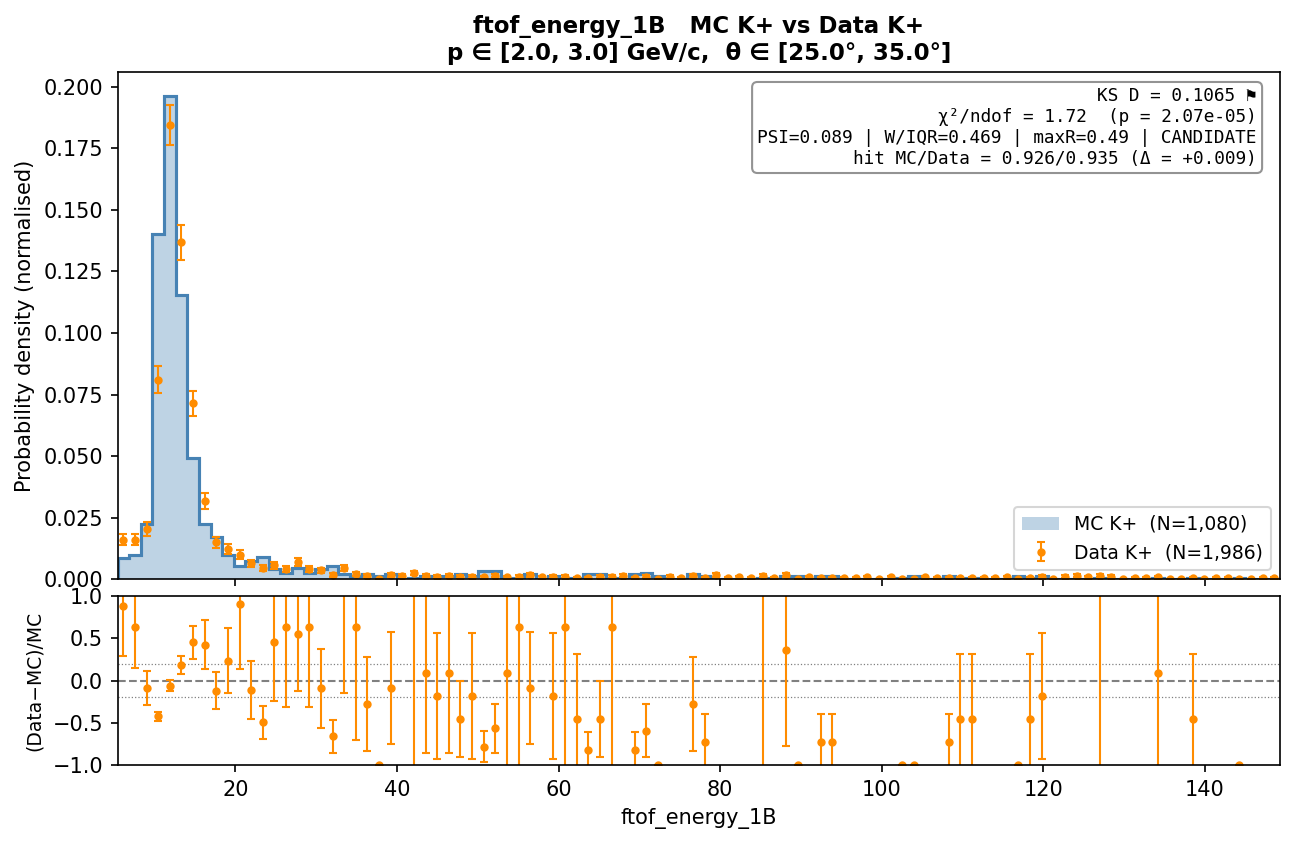 ftof_energy_1B   MC K+ vs Data K+
p ∈ [2.0, 3.0] GeV/c,  θ ∈ [25.0°, 35.0°]
KS D = 0.1065 ⚑
χ²/ndof = 1.72  (p = 2.07e-05)
PSI=0.089 | W/IQR=0.469 | maxR=0.49 | CANDIDATE
hit MC/Data = 0.926/0.935 (Δ = +0.009)
Probability density (normalised)
0.200
0.175
0.150
0.125
0.100
0.075
0.050
0.025
0.000
MC K+  (N=1,080)
Data K+  (N=1,986)
(Data−MC)/MC
1.0
0.5
0.0
−0.5
−1.0
20 40 60 80 100 120 140
ftof_energy_1B